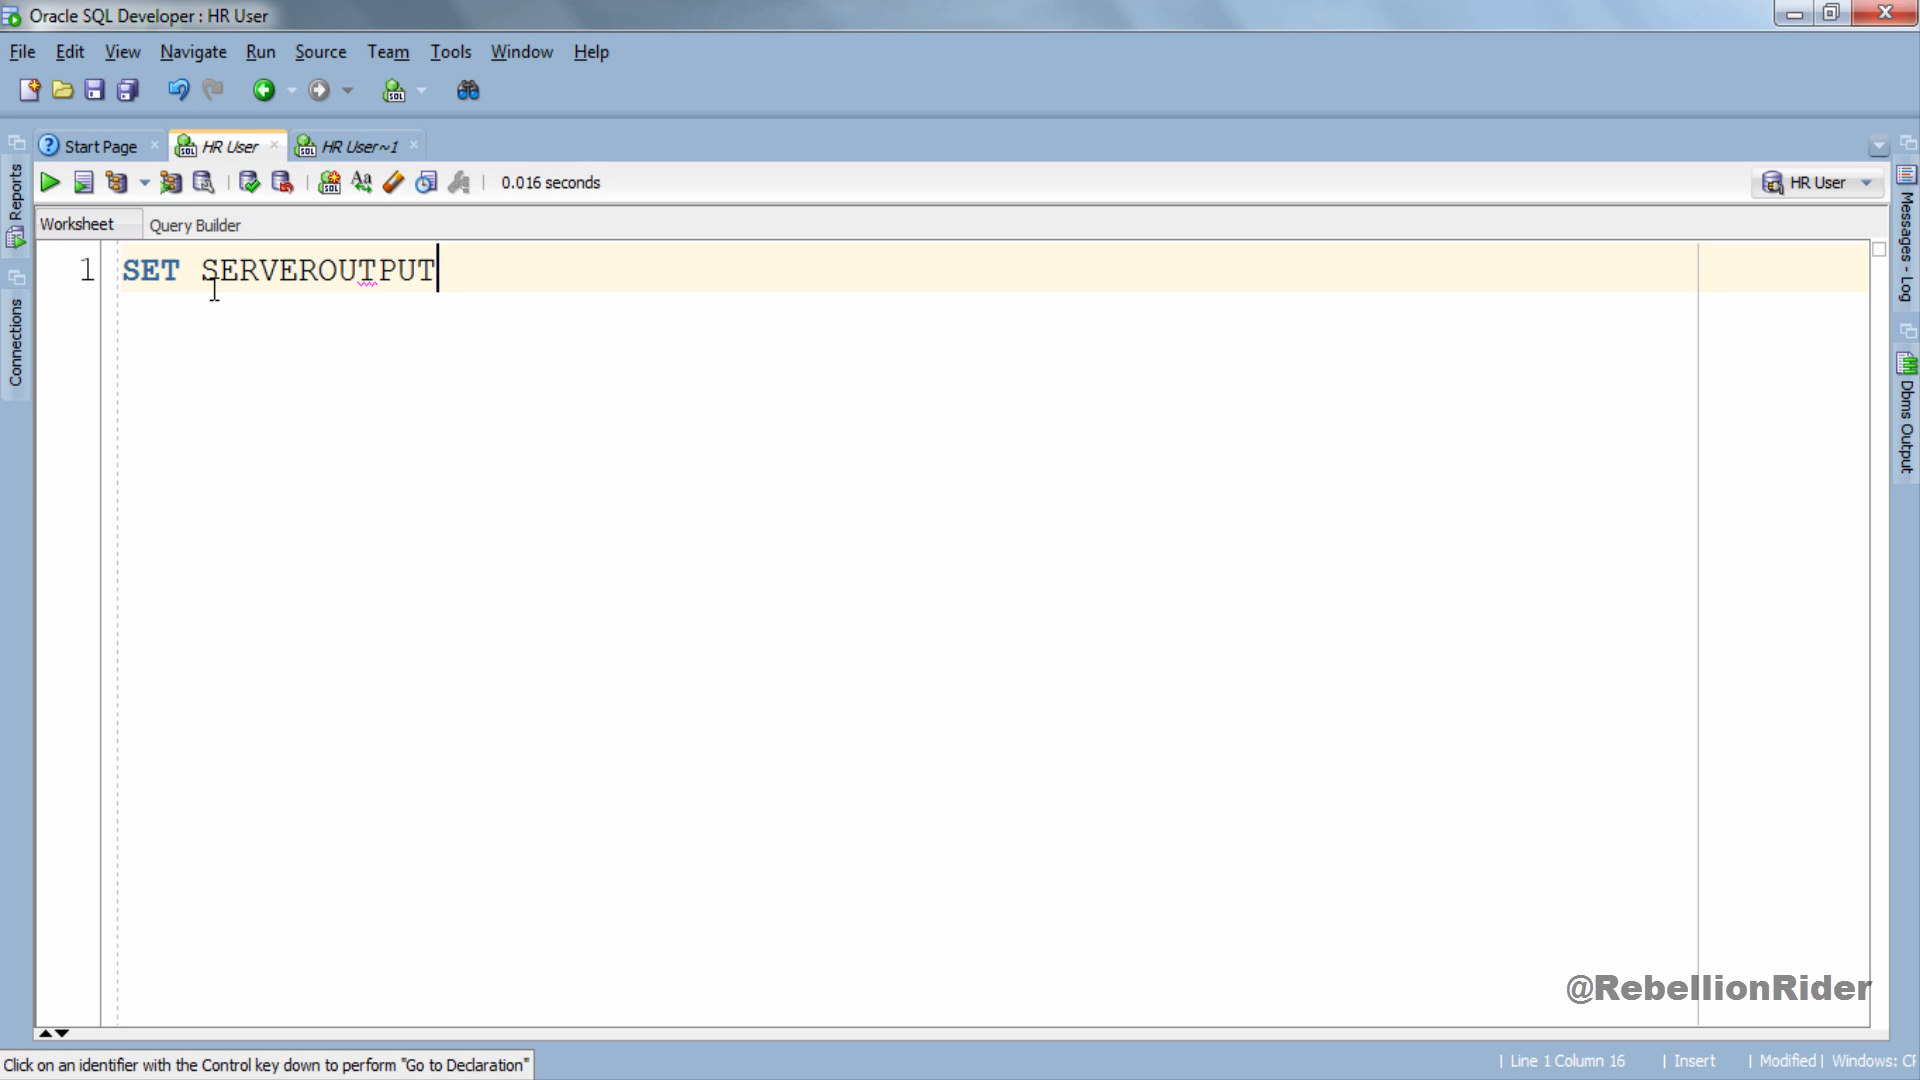 Oracle SQL Developer : HR User
File Edit View Navigate Run Source Team Tools Window Help
Start Page HR User HR User~1
0.016 seconds HR User
Worksheet Query Builder
1 SET SERVEROUTPUT
Reports
Connections
Messages - Log
Dbms Output
@RebellionRider
Click on an identifier with the Control key down to perform "Go to Declaration"
| Line 1 Column 16 | Insert | Modified | Windows: CF